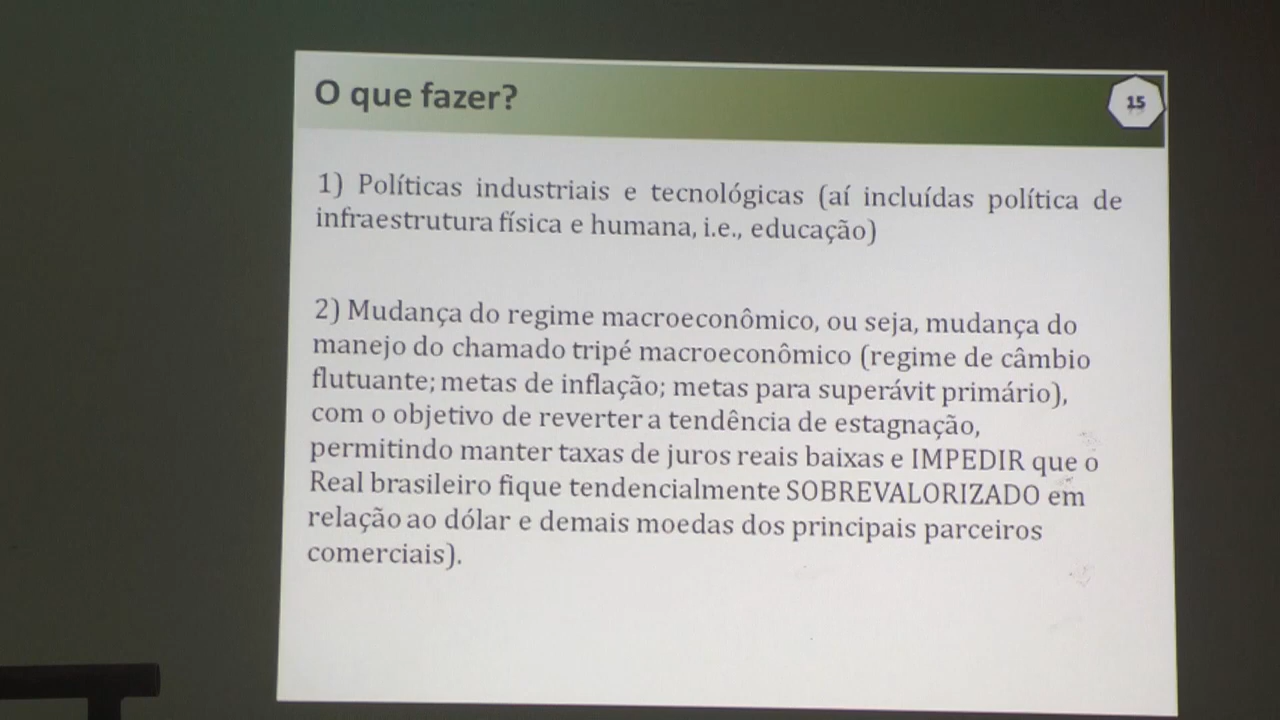 O que fazer?
15
1) Políticas industriais e tecnológicas (aí incluídas política de
infraestrutura física e humana, i.e., educação)
2) Mudança do regime macroeconômico, ou seja, mudança do
manejo do chamado tripé macroeconômico (regime de câmbio
flutuante; metas de inflação; metas para superávit primário),
com o objetivo de reverter a tendência de estagnação,
permitindo manter taxas de juros reais baixas e IMPEDIR que o
Real brasileiro fique tendencialmente SOBREVALORIZADO em
relação ao dólar e demais moedas dos principais parceiros
comerciais).